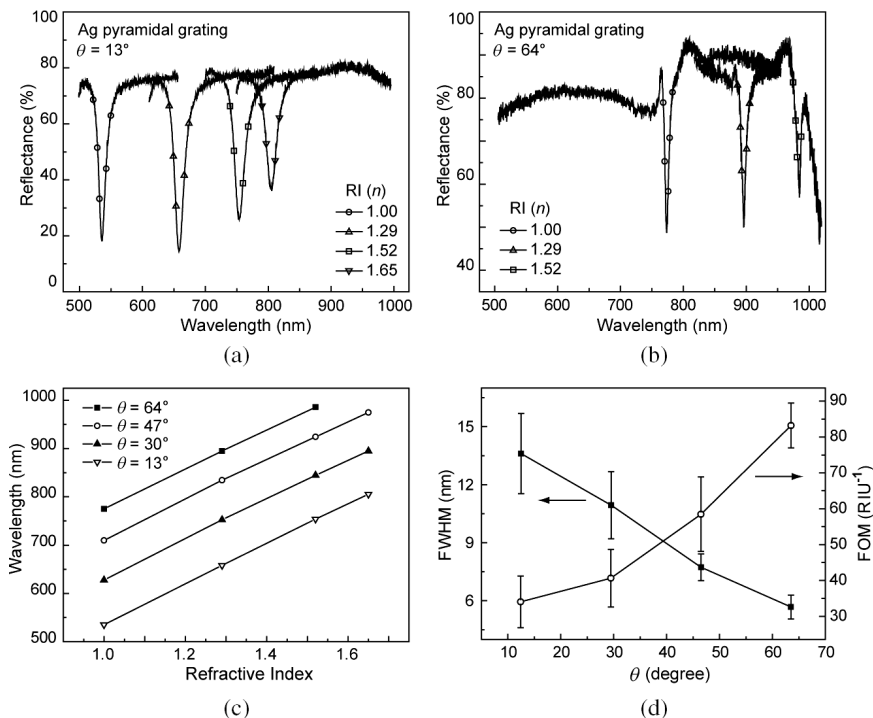 Ag pyramidal grating
θ = 13°
RI (n)
1.00
1.29
1.52
1.65
Reflectance (%)
100
80
60
40
20
0
500 600 700 800 900 1000
Wavelength (nm)
(a)
Ag pyramidal grating
θ = 64°
RI (n)
1.00
1.29
1.52
Reflectance (%)
100
80
60
40
500 600 700 800 900 1000
Wavelength (nm)
(b)
θ = 64°
θ = 47°
θ = 30°
θ = 13°
Wavelength (nm)
1000
900
800
700
600
500
1.0 1.2 1.4 1.6
Refractive Index
(c)
FWHM (nm)
15
12
9
6
FOM (RIU⁻¹)
90
80
70
60
50
40
30
10 20 30 40 50 60 70
θ (degree)
(d)